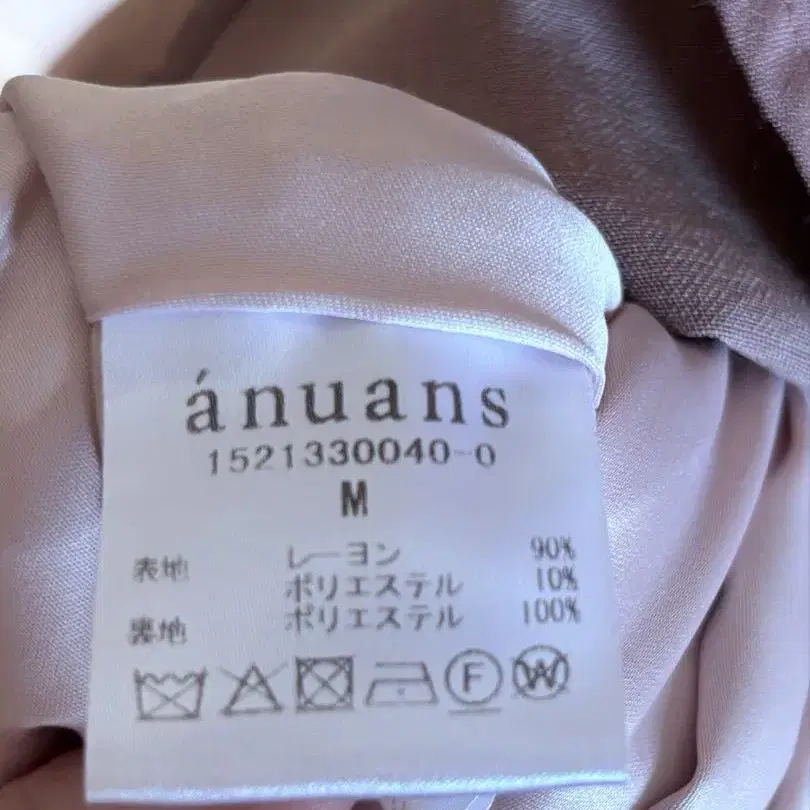 ánuans
1521330040-0
M
表地 レーヨン 90%
ポリエステル 10%
裏地 ポリエステル 100%
F W